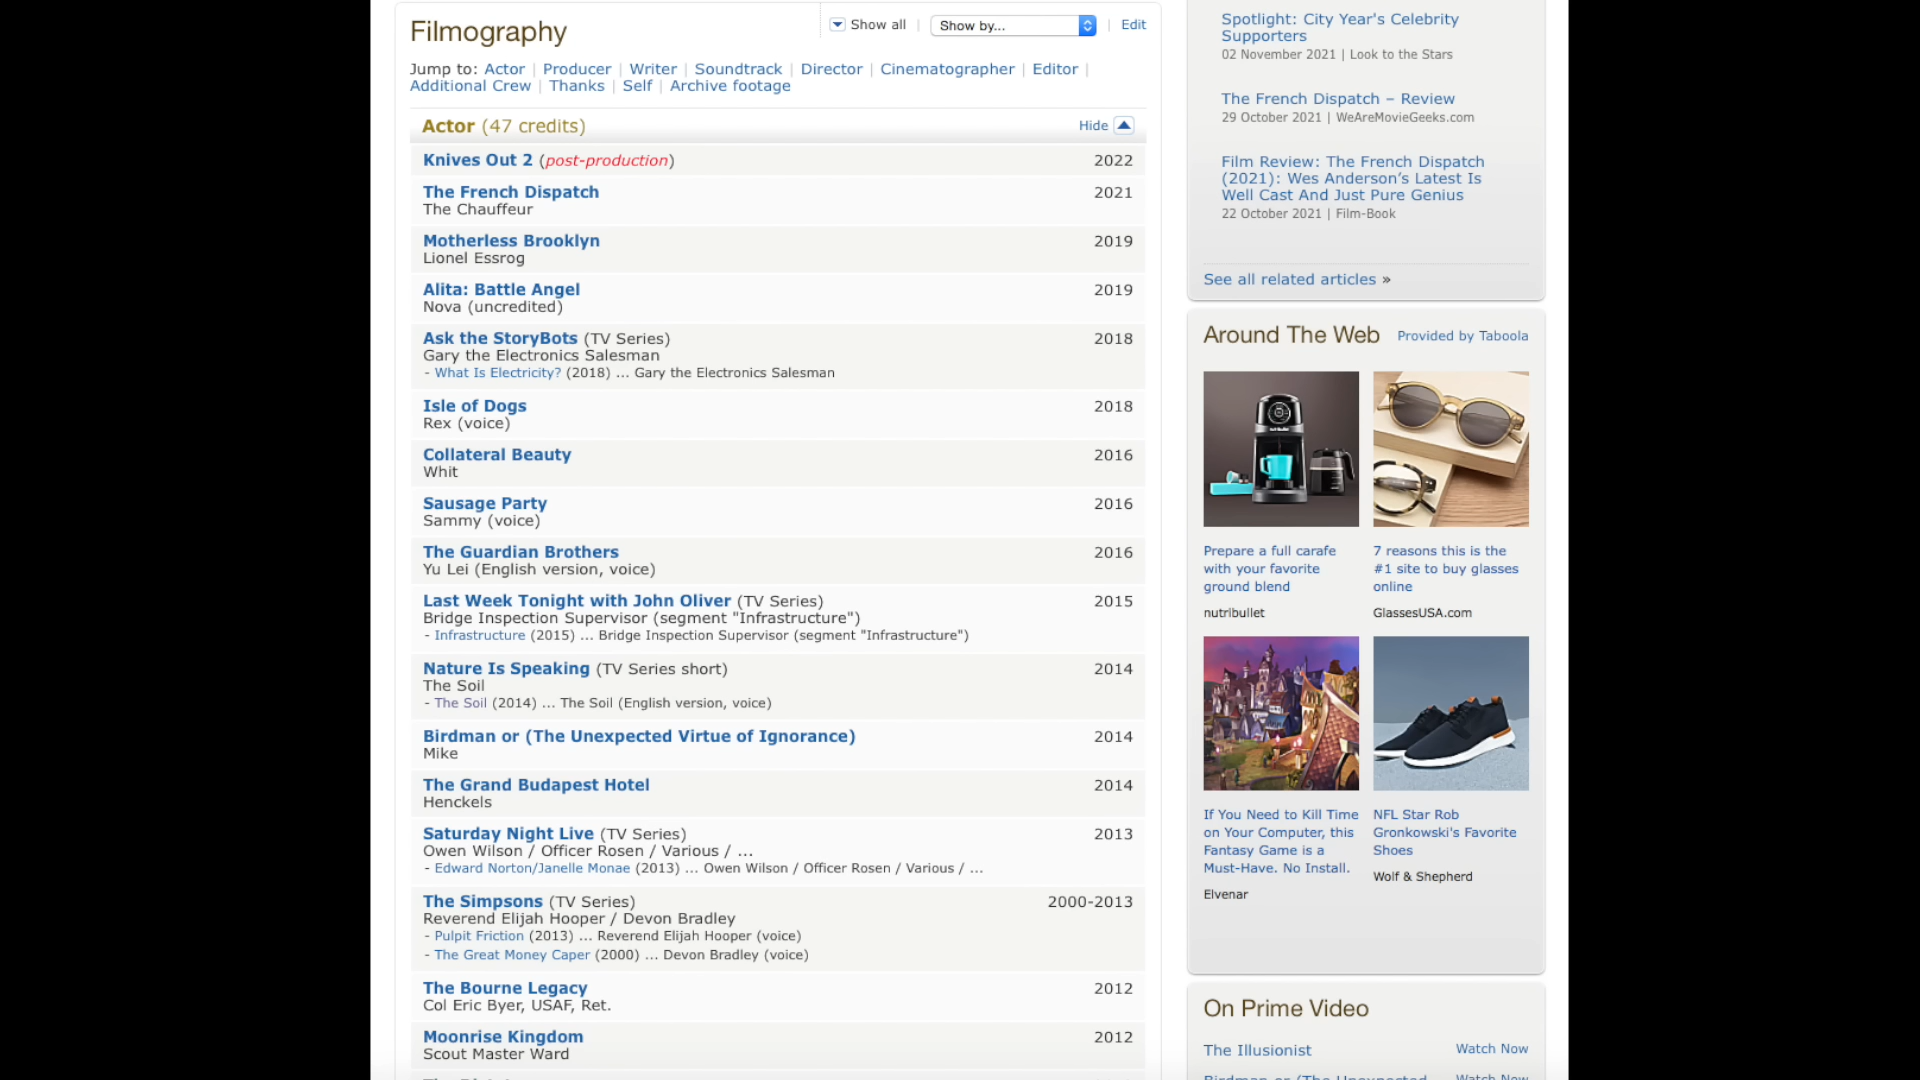 Filmography
Show all | Show by... | Edit
Jump to: Actor | Producer | Writer | Soundtrack | Director | Cinematographer | Editor |
Additional Crew | Thanks | Self | Archive footage
Actor (47 credits)
Hide
Knives Out 2 (post-production) 2022
The French Dispatch 2021
The Chauffeur
Motherless Brooklyn 2019
Lionel Essrog
Alita: Battle Angel 2019
Nova (uncredited)
Ask the StoryBots (TV Series) 2018
Gary the Electronics Salesman
- What Is Electricity? (2018) ... Gary the Electronics Salesman
Isle of Dogs 2018
Rex (voice)
Collateral Beauty 2016
Whit
Sausage Party 2016
Sammy (voice)
The Guardian Brothers 2016
Yu Lei (English version, voice)
Last Week Tonight with John Oliver (TV Series) 2015
Bridge Inspection Supervisor (segment "Infrastructure")
- Infrastructure (2015) ... Bridge Inspection Supervisor (segment "Infrastructure")
Nature Is Speaking (TV Series short) 2014
The Soil
- The Soil (2014) ... The Soil (English version, voice)
Birdman or (The Unexpected Virtue of Ignorance) 2014
Mike
The Grand Budapest Hotel 2014
Henckels
Saturday Night Live (TV Series) 2013
Owen Wilson / Officer Rosen / Various / ...
- Edward Norton/Janelle Monae (2013) ... Owen Wilson / Officer Rosen / Various / ...
The Simpsons (TV Series) 2000-2013
Reverend Elijah Hooper / Devon Bradley
- Pulpit Friction (2013) ... Reverend Elijah Hooper (voice)
- The Great Money Caper (2000) ... Devon Bradley (voice)
The Bourne Legacy 2012
Col Eric Byer, USAF, Ret.
Moonrise Kingdom 2012
Scout Master Ward
Spotlight: City Year's Celebrity
Supporters
02 November 2021 | Look to the Stars
The French Dispatch – Review
29 October 2021 | WeAreMovieGeeks.com
Film Review: The French Dispatch
(2021): Wes Anderson’s Latest Is
Well Cast And Just Pure Genius
22 October 2021 | Film-Book
See all related articles »
Around The Web
Provided by Taboola
Prepare a full carafe
with your favorite
ground blend
nutribullet
7 reasons this is the
#1 site to buy glasses
online
GlassesUSA.com
If You Need to Kill Time
on Your Computer, this
Fantasy Game is a
Must-Have. No Install.
Elvenar
NFL Star Rob
Gronkowski's Favorite
Shoes
Wolf & Shepherd
On Prime Video
The Illusionist Watch Now
Birdman or (The Unexpected Watch Now